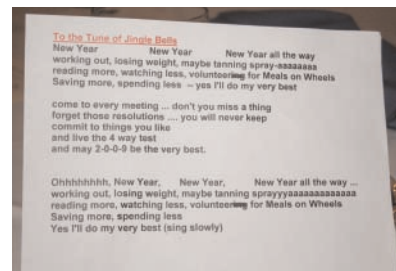 To the Tune of Jingle Bells
New Year New Year New Year all the way
working out, losing weight, maybe tanning spray-aaaaaaaa
reading more, watching less, volunteering for Meals on Wheels
Saving more, spending less -- yes I'll do my very best
come to every meeting ... don't you miss a thing
forget those resolutions .... you will never keep
commit to things you like
and live the 4 way test
and may 2-0-0-9 be the very best.
Ohhhhhhhh, New Year, New Year, New Year all the way ...
working out, losing weight, maybe tanning sprayyyaaaaaaaaaaaaa
reading more, watching less, volunteering for Meals on Wheels
Saving more, spending less
Yes I'll do my very best (sing slowly)